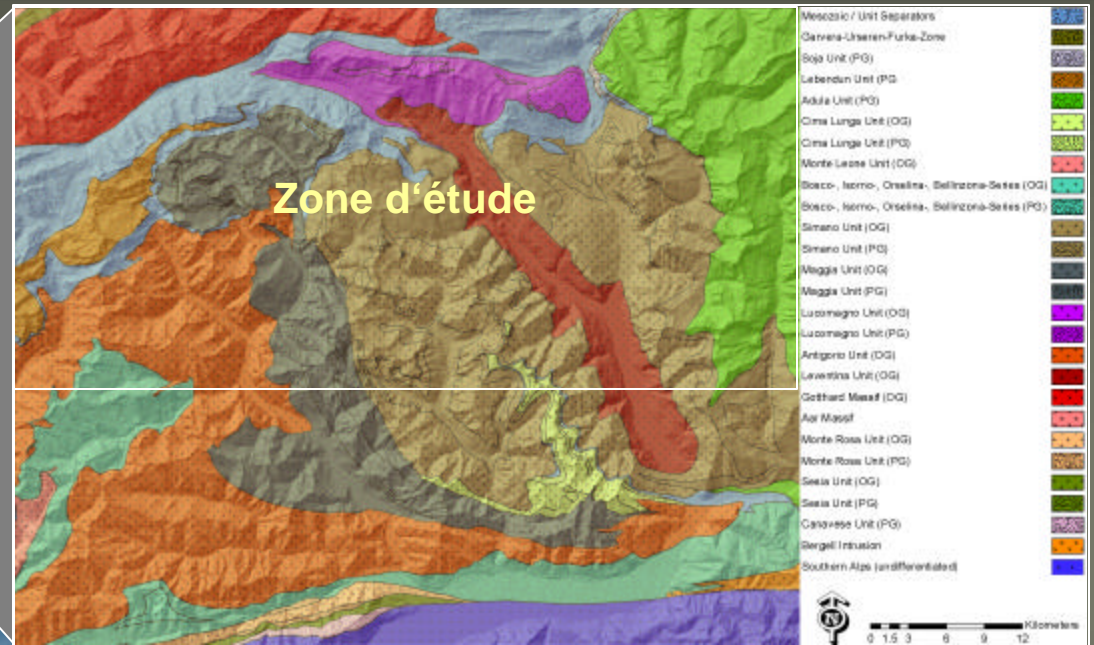 Zone d‘étude
Mesozoic / Unit Separators
Garvera-Urseren-Furka-Zone
Soja Unit (PG)
Lebendun Unit (PG
Adula Unit (PG)
Cima Lunga Unit (OG)
Cima Lunga Unit (PG)
Monte Leone Unit (OG)
Bosco-, Isorno-, Orselina-, Bellinzona-Series (OG)
Bosco-, Isorno-, Orselina-, Bellinzona-Series (PG)
Simano Unit (OG)
Simano Unit (PG)
Maggia Unit (OG)
Maggia Unit (PG)
Lucomagno Unit (OG)
Lucomagno Unit (PG)
Antigorio Unit (OG)
Leventina Unit (OG)
Gotthard Massif (OG)
Aar Massif
Monte Rosa Unit (OG)
Monte Rosa Unit (PG)
Sesia Unit (OG)
Sesia Unit (PG)
Canavese Unit (PG)
Bergell Intrusion
Southern Alps (undifferentiated)
N
Kilometers
0 1.5 3 6 9 12